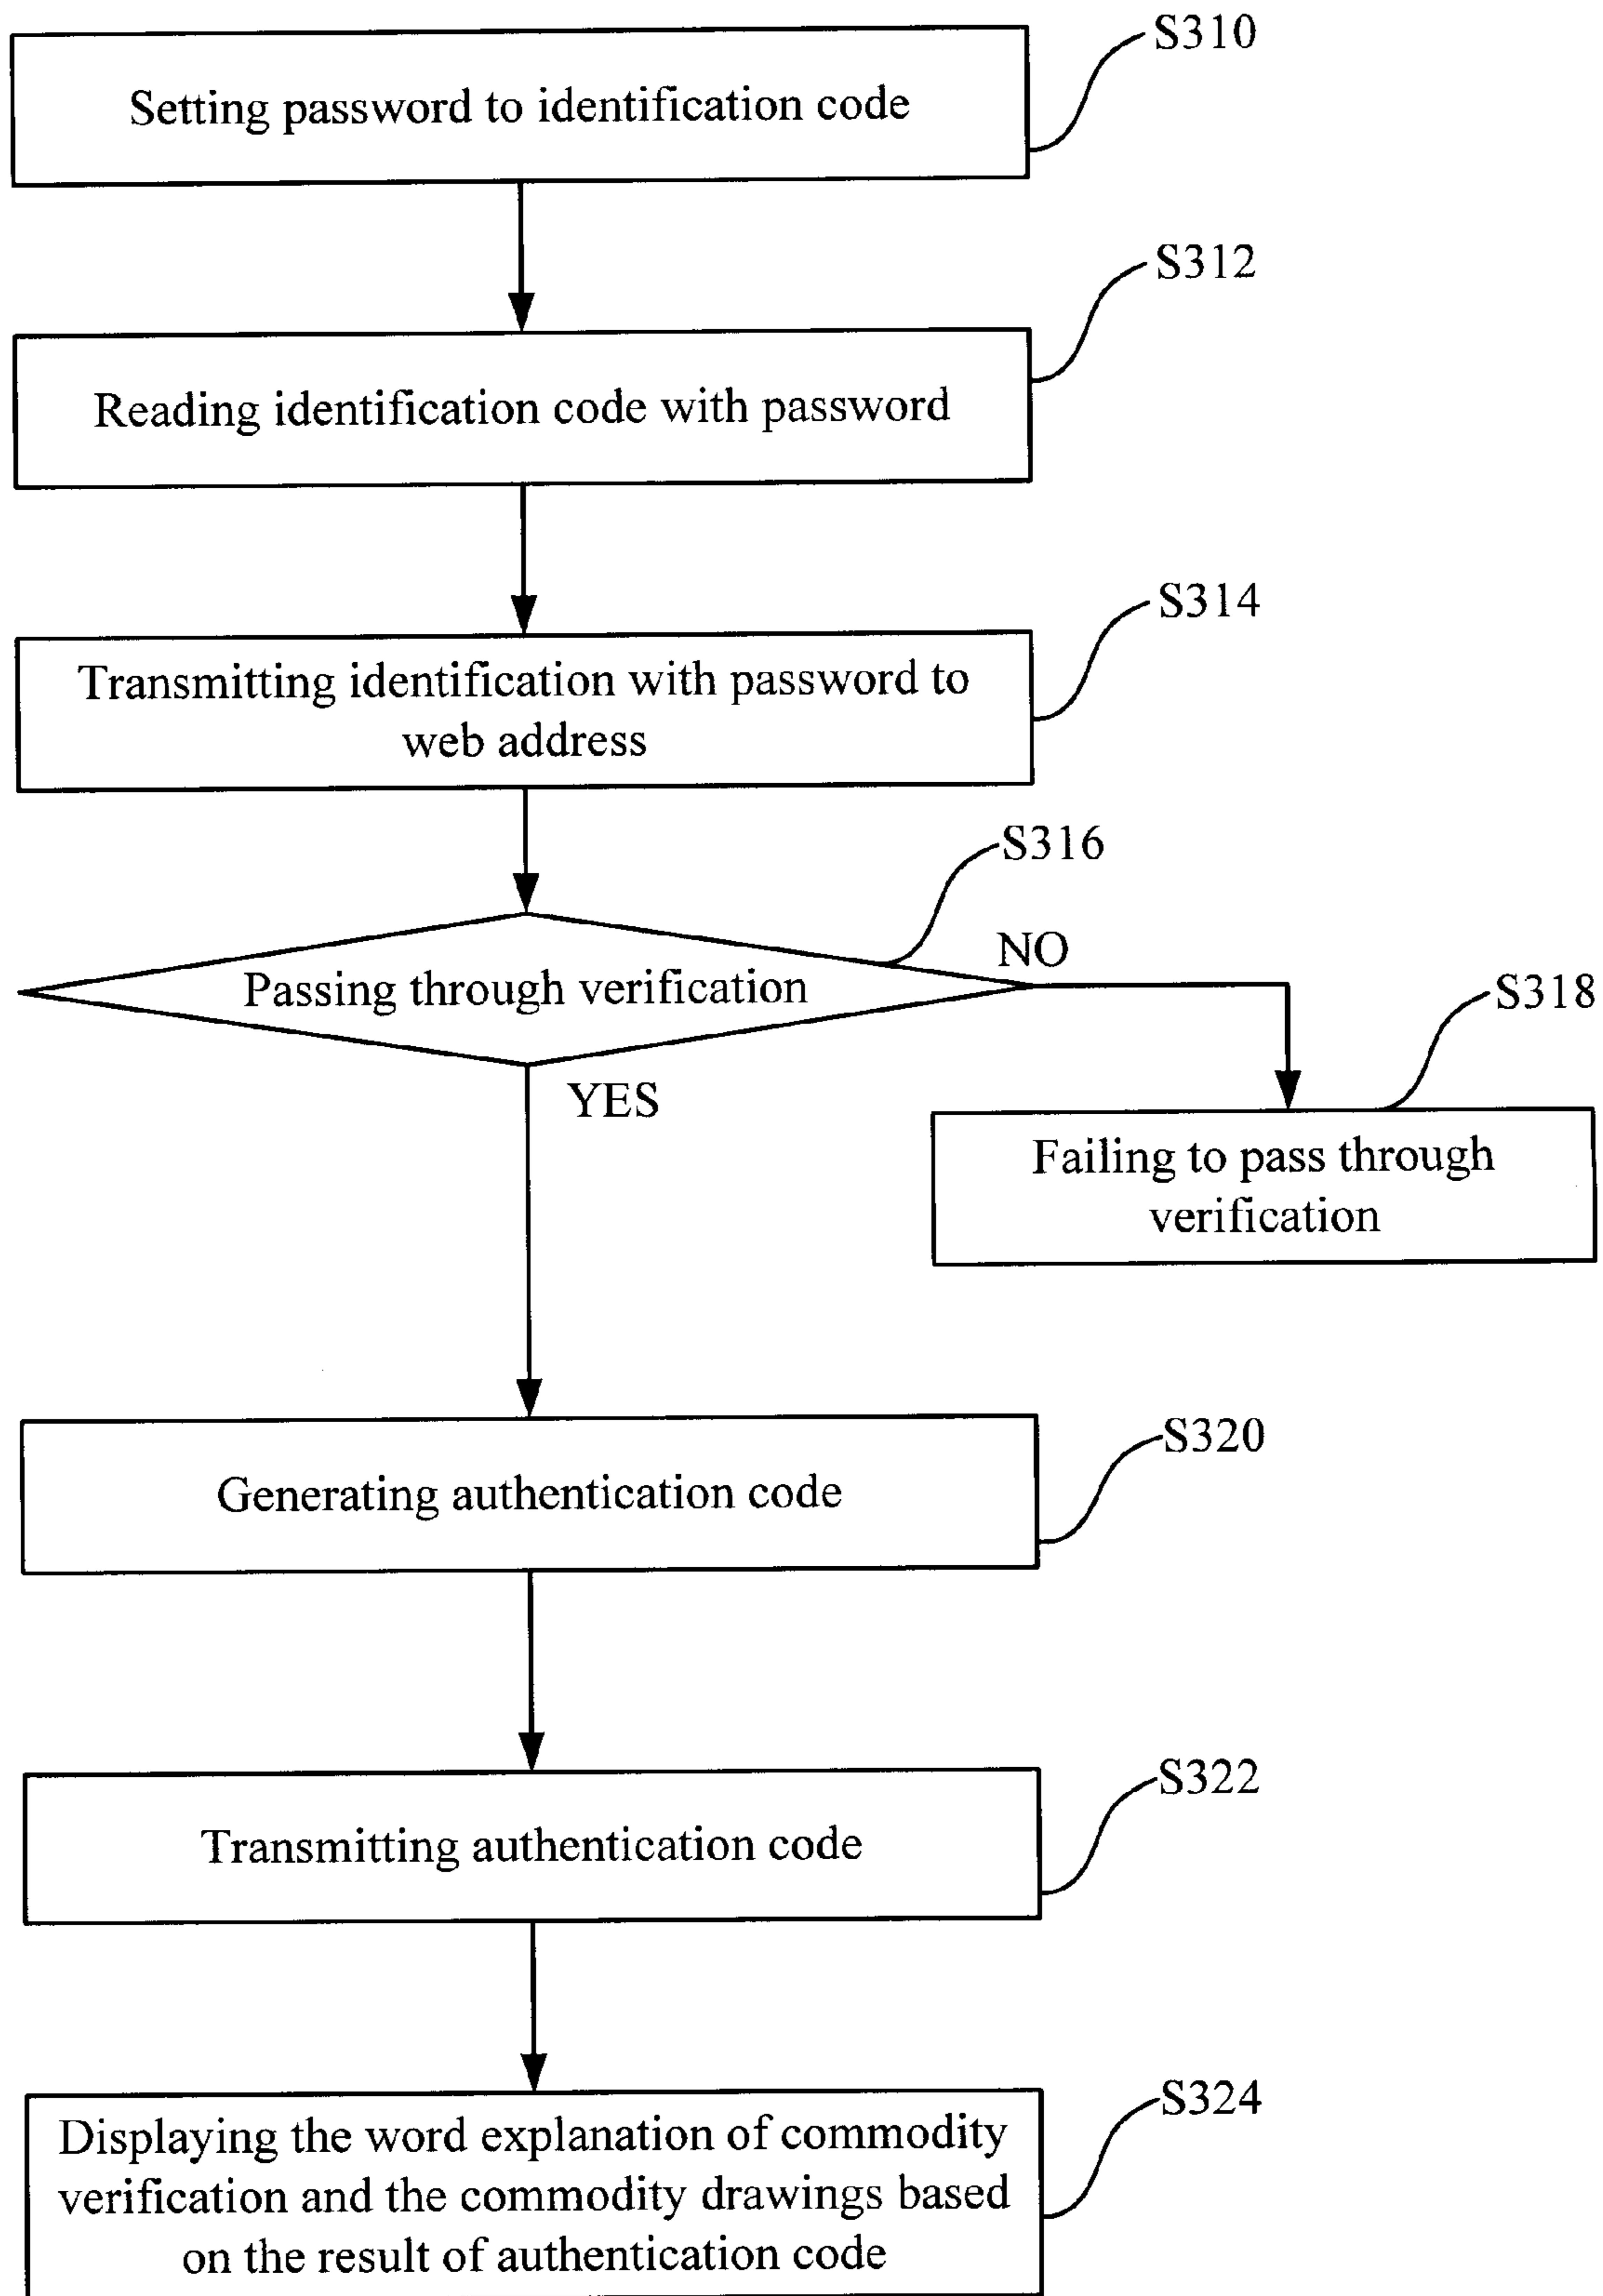 S310
Setting password to identification code
S312
Reading identification code with password
S314
Transmitting identification with password to
web address
S316
Passing through verification
NO
S318
YES
Failing to pass through
verification
S320
Generating authentication code
S322
Transmitting authentication code
S324
Displaying the word explanation of commodity
verification and the commodity drawings based
on the result of authentication code